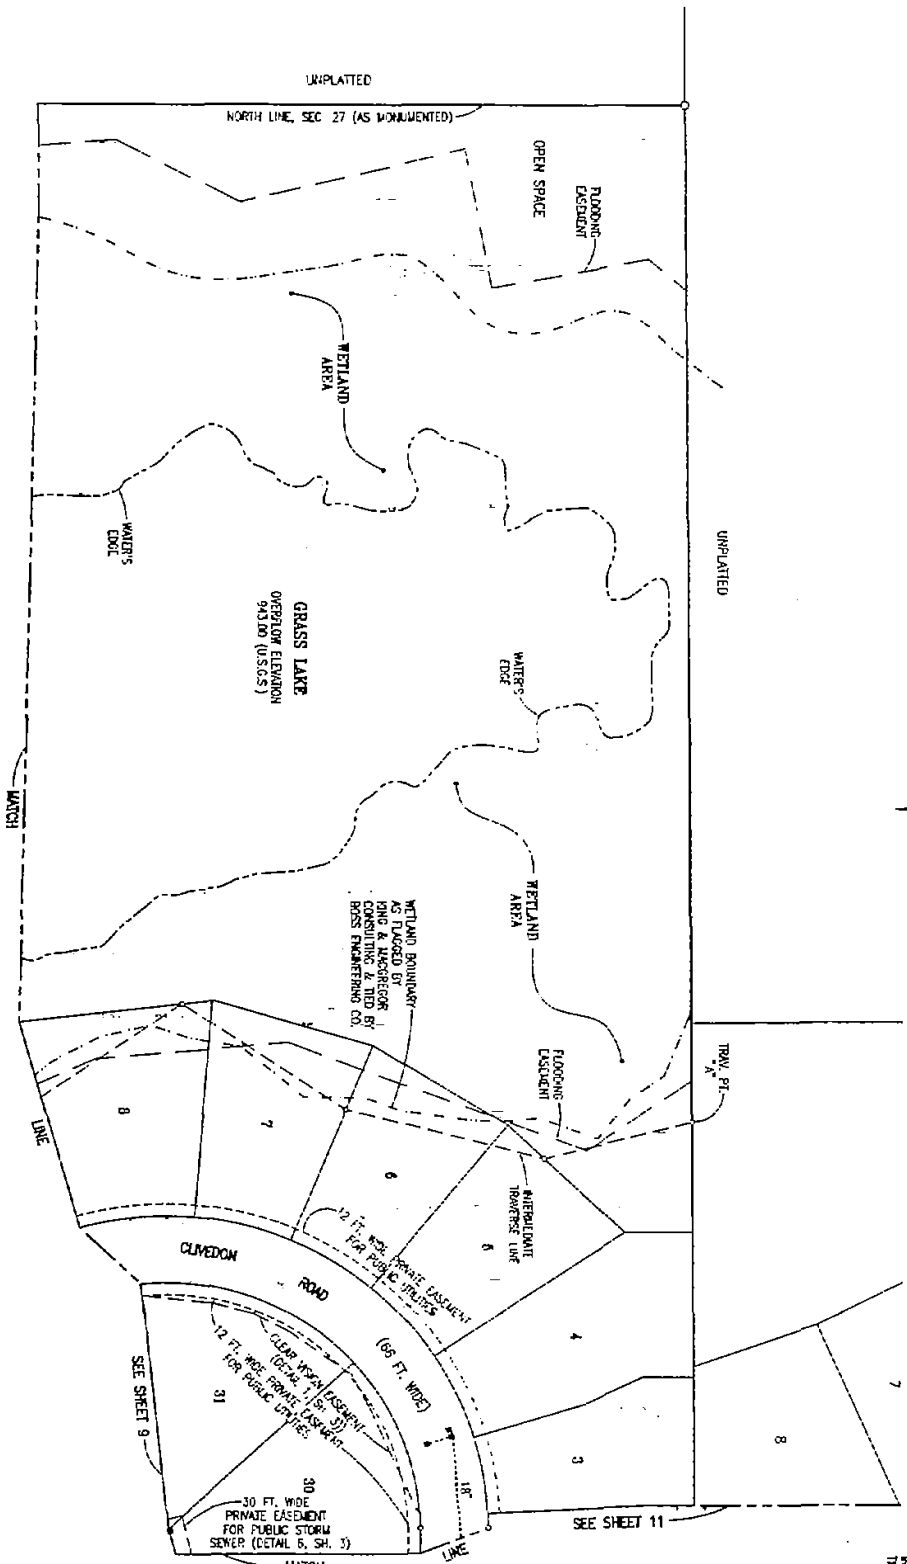 UNPLATTED
NORTH LINE, SEC 27 (AS MONUMENTED)
OPEN SPACE
FLOODING
EASEMENT
WETLAND
AREA
WATER'S
EDGE
UNPLATTED
GRASS LAKE
OVERFLOW ELEVATION
943.00 (U.S.G.S)
WATER'S
EDGE
MATCH
1
WETLAND
AREA
WETLAND BOUNDARY
AS FLAGGED BY
KING & MACGREGOR
CONSULTING & TIED BY
BOSS ENGINEERING CO.
FLOODING
EASEMENT
TRAV. PT.
"A"
LINE
8
7
6
5
INTERMEDIATE
TRAVERSE LINE
12 FT. WIDE PRIVATE EASEMENT
FOR PUBLIC UTILITIES
CLIVEDON
ROAD
(66 FT. WIDE)
4
3
7
8
SEE SHEET 9
31
CLEAR VISION EASEMENT
(DETAIL 1, SH. 3)
12 FT. WIDE PRIVATE EASEMENT
FOR PUBLIC UTILITIES
18"
30
30 FT. WIDE
PRIVATE EASEMENT
FOR PUBLIC STORM
SEWER (DETAIL 6, SH. 3)
SEE SHEET 11
LINE
MATCH